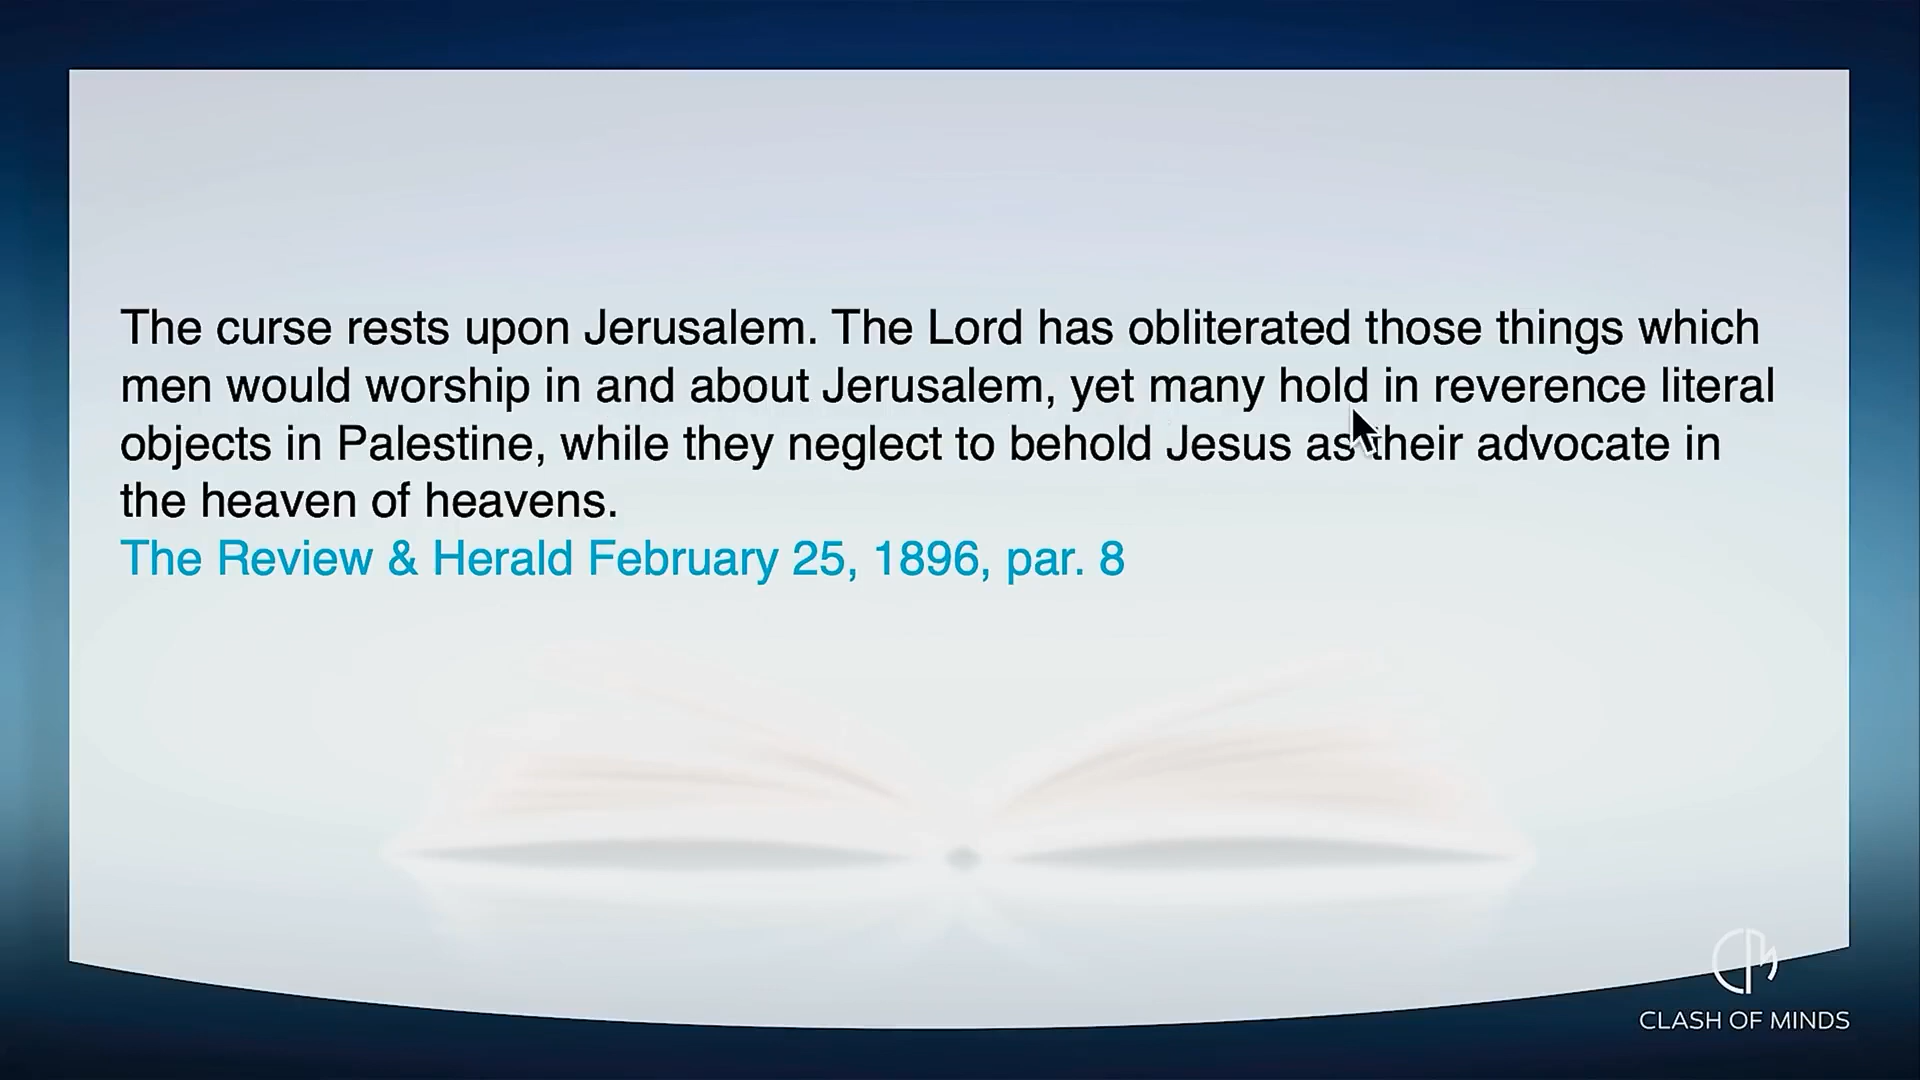 The curse rests upon Jerusalem. The Lord has obliterated those things which
men would worship in and about Jerusalem, yet many hold in reverence literal
objects in Palestine, while they neglect to behold Jesus as their advocate in
the heaven of heavens.
The Review & Herald February 25, 1896, par. 8
CLASH OF MINDS